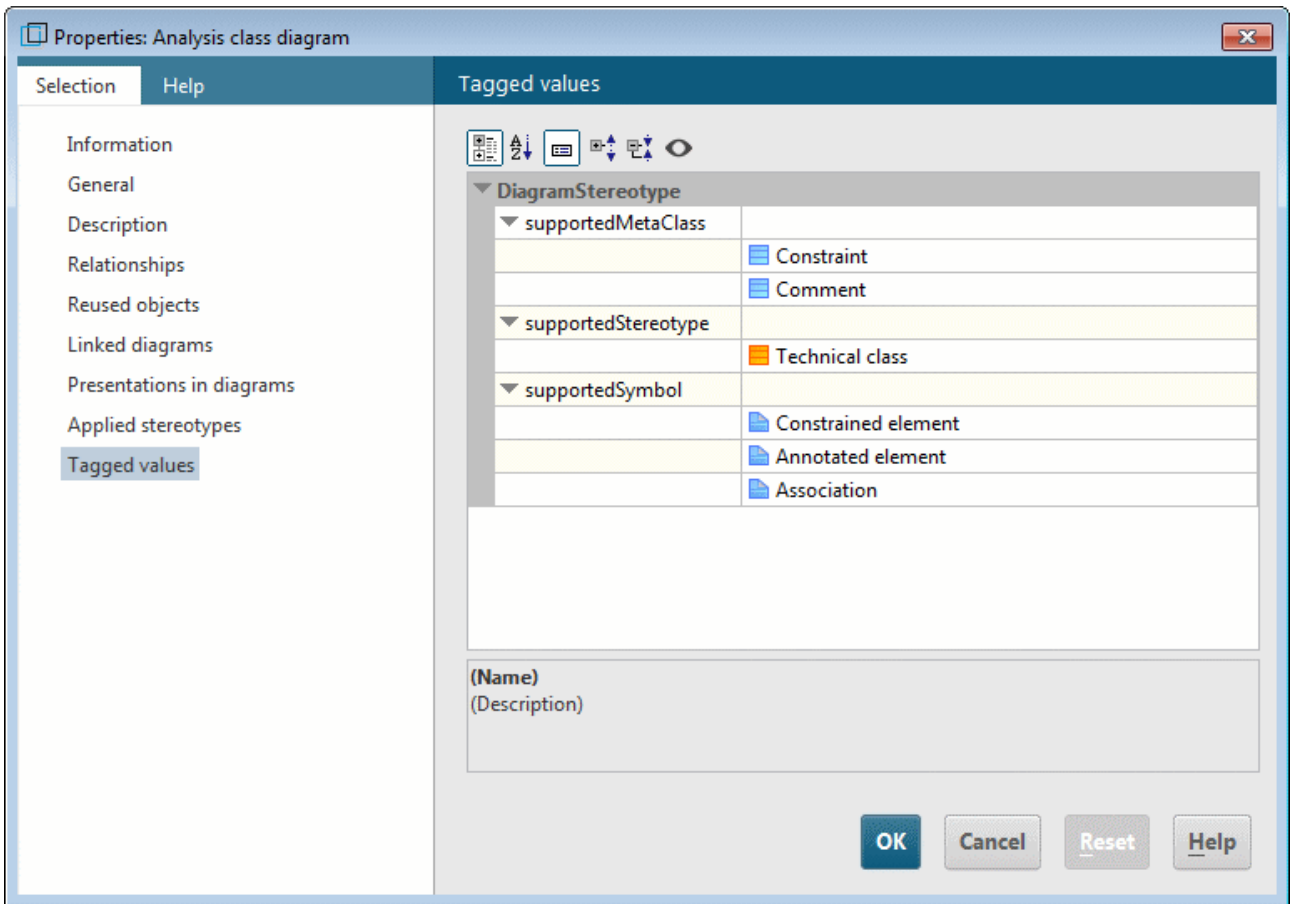 Properties: Analysis class diagram
Selection Help
Tagged values
Information
General
Description
Relationships
Reused objects
Linked diagrams
Presentations in diagrams
Applied stereotypes
Tagged values
DiagramStereotype
supportedMetaClass
Constraint
Comment
supportedStereotype
Technical class
supportedSymbol
Constrained element
Annotated element
Association
(Name)
(Description)
OK Cancel Reset Help